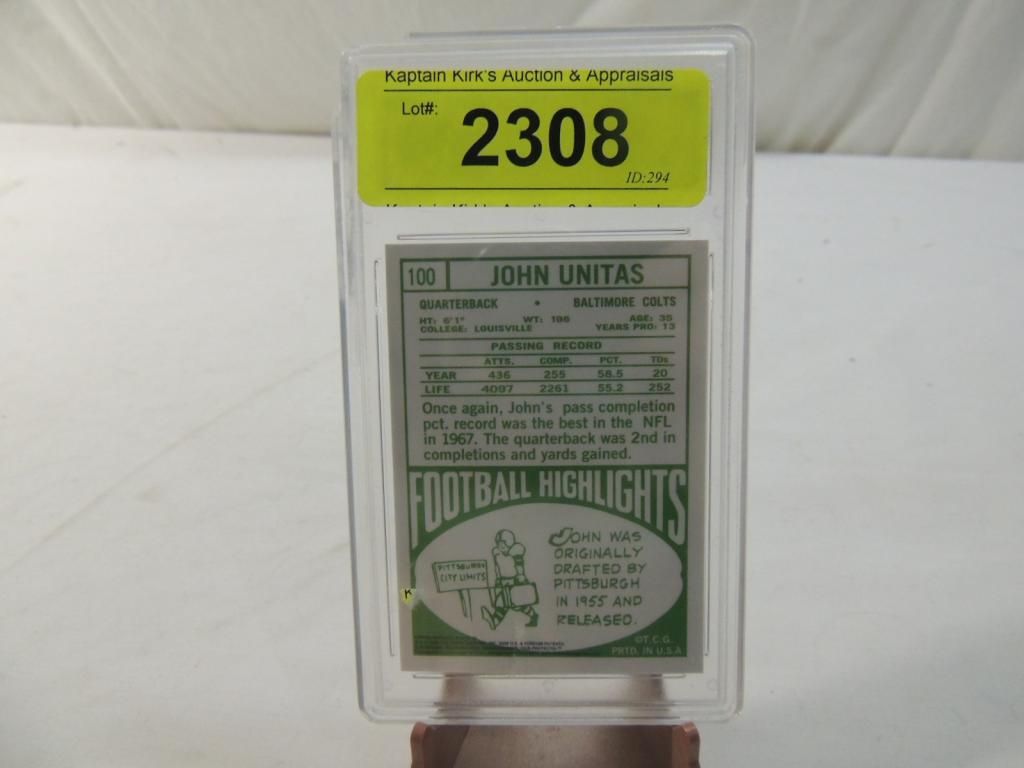 Kaptain Kirk's Auction & Appraisals
Lot#:
2308
ID:294
100 JOHN UNITAS
QUARTERBACK • BALTIMORE COLTS
HT: 6'1" WT: 196 AGE: 35
COLLEGE: LOUISVILLE YEARS PRO: 13
PASSING RECORD
ATTS. COMP. PCT. TDs
YEAR 436 255 58.5 20
LIFE 4097 2261 55.2 252
Once again, John's pass completion
pct. record was the best in the NFL
in 1967. The quarterback was 2nd in
completions and yards gained.
FOOTBALL HIGHLIGHTS
PITTSBURGH
CITY LIMITS
JOHN WAS
ORIGINALLY
DRAFTED BY
PITTSBURGH
IN 1955 AND
RELEASED.
©T.C.G.
PRTD. IN U.S.A